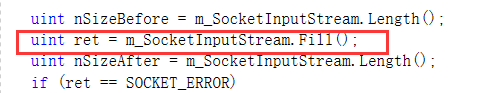 uint nSizeBefore = m_SocketInputStream.Length();
uint ret = m_SocketInputStream.Fill();
uint nSizeAfter = m_SocketInputStream.Length();
if (ret == SOCKET_ERROR)